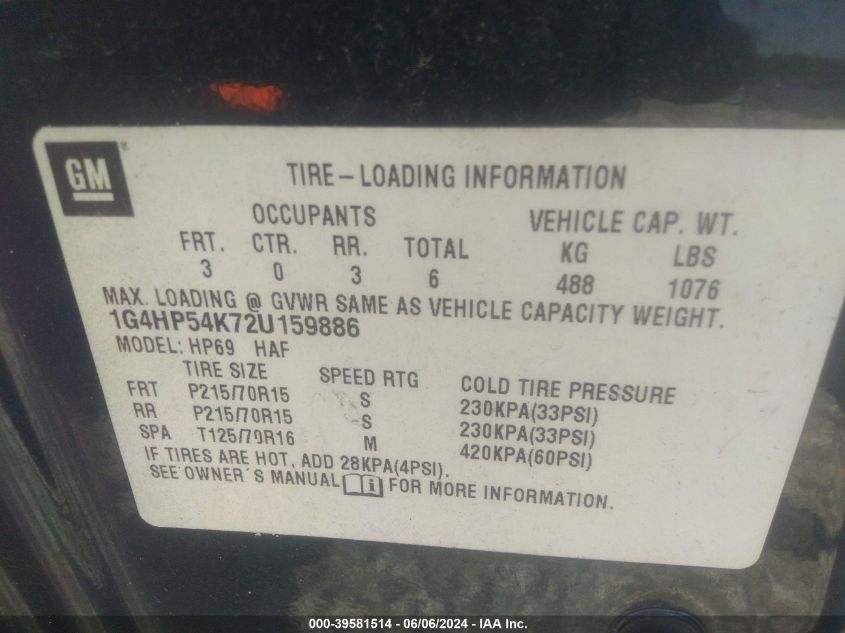 GM
TIRE-LOADING INFORMATION
OCCUPANTS VEHICLE CAP. WT.
FRT. CTR. RR. TOTAL KG LBS
3 0 3 6 488 1076
MAX. LOADING @ GVWR SAME AS VEHICLE CAPACITY WEIGHT.
1G4HP54K72U159886
MODEL: HP69 HAF
TIRE SIZE SPEED RTG COLD TIRE PRESSURE
FRT P215/70R15 S 230KPA(33PSI)
RR P215/70R15 S 230KPA(33PSI)
SPA T125/70R16 M 420KPA(60PSI)
IF TIRES ARE HOT, ADD 28KPA(4PSI).
SEE OWNER'S MANUAL FOR MORE INFORMATION.
000-39581514 - 06/06/2024 - IAA Inc.